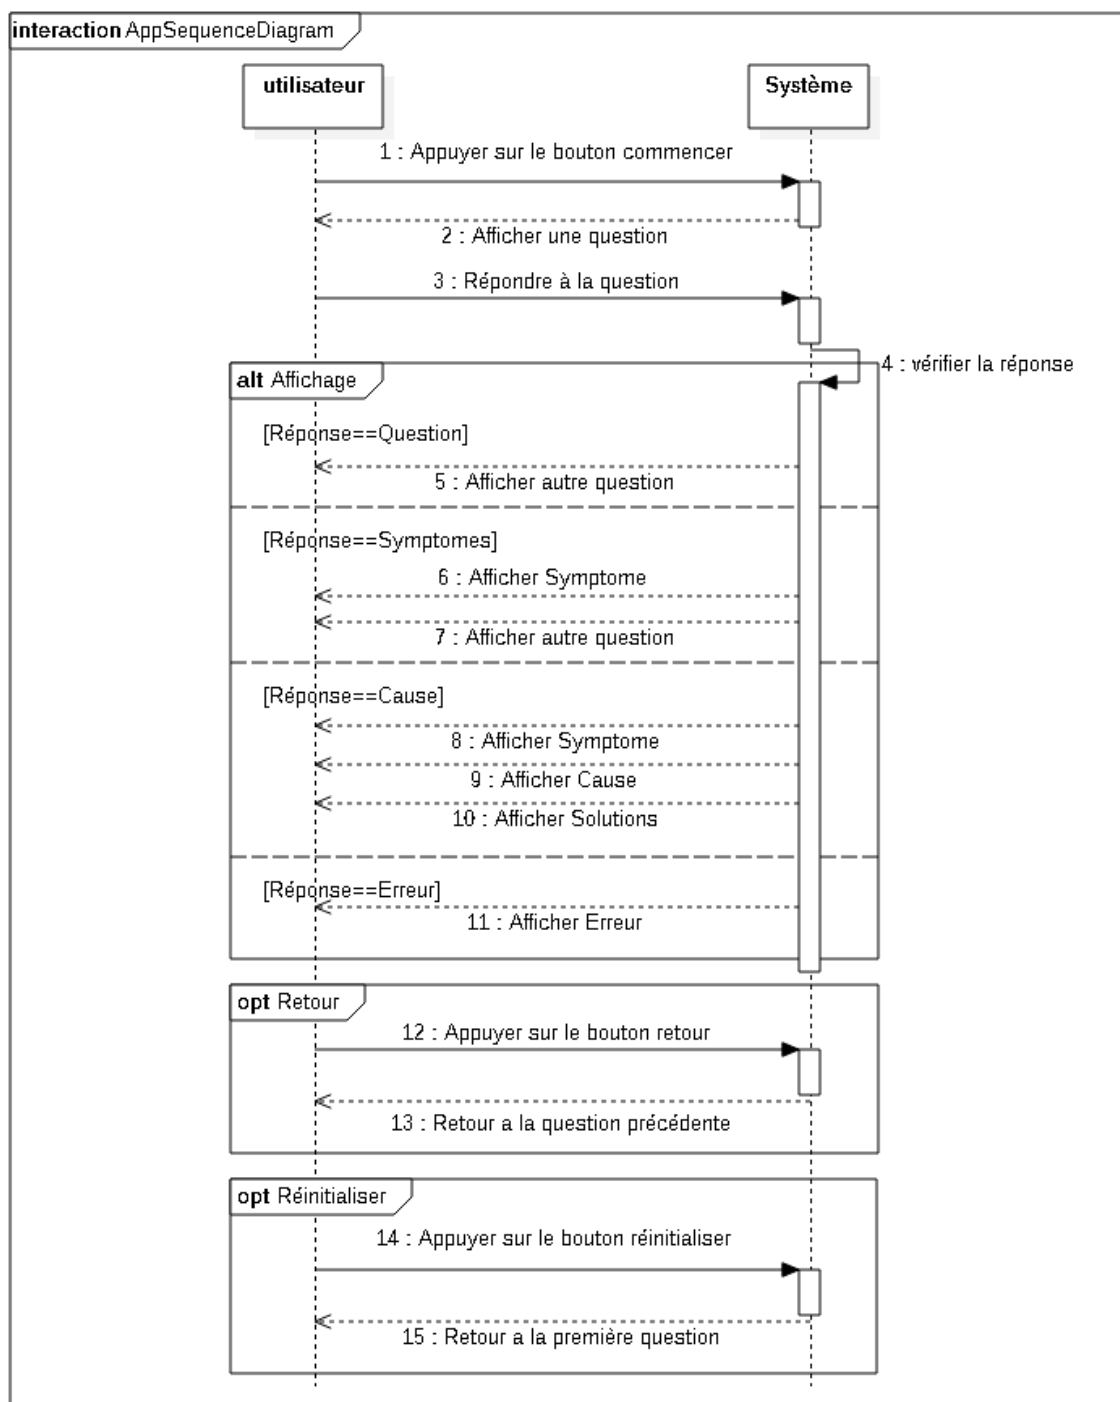 interaction AppSequenceDiagram
utilisateur
Système
1 : Appuyer sur le bouton commencer
2 : Afficher une question
3 : Répondre à la question
4 : vérifier la réponse
alt Affichage
[Réponse==Question]
5 : Afficher autre question
[Réponse==Symptomes]
6 : Afficher Symptome
7 : Afficher autre question
[Réponse==Cause]
8 : Afficher Symptome
9 : Afficher Cause
10 : Afficher Solutions
[Réponse==Erreur]
11 : Afficher Erreur
opt Retour
12 : Appuyer sur le bouton retour
13 : Retour a la question précédente
opt Réinitialiser
14 : Appuyer sur le bouton réinitialiser
15 : Retour a la première question